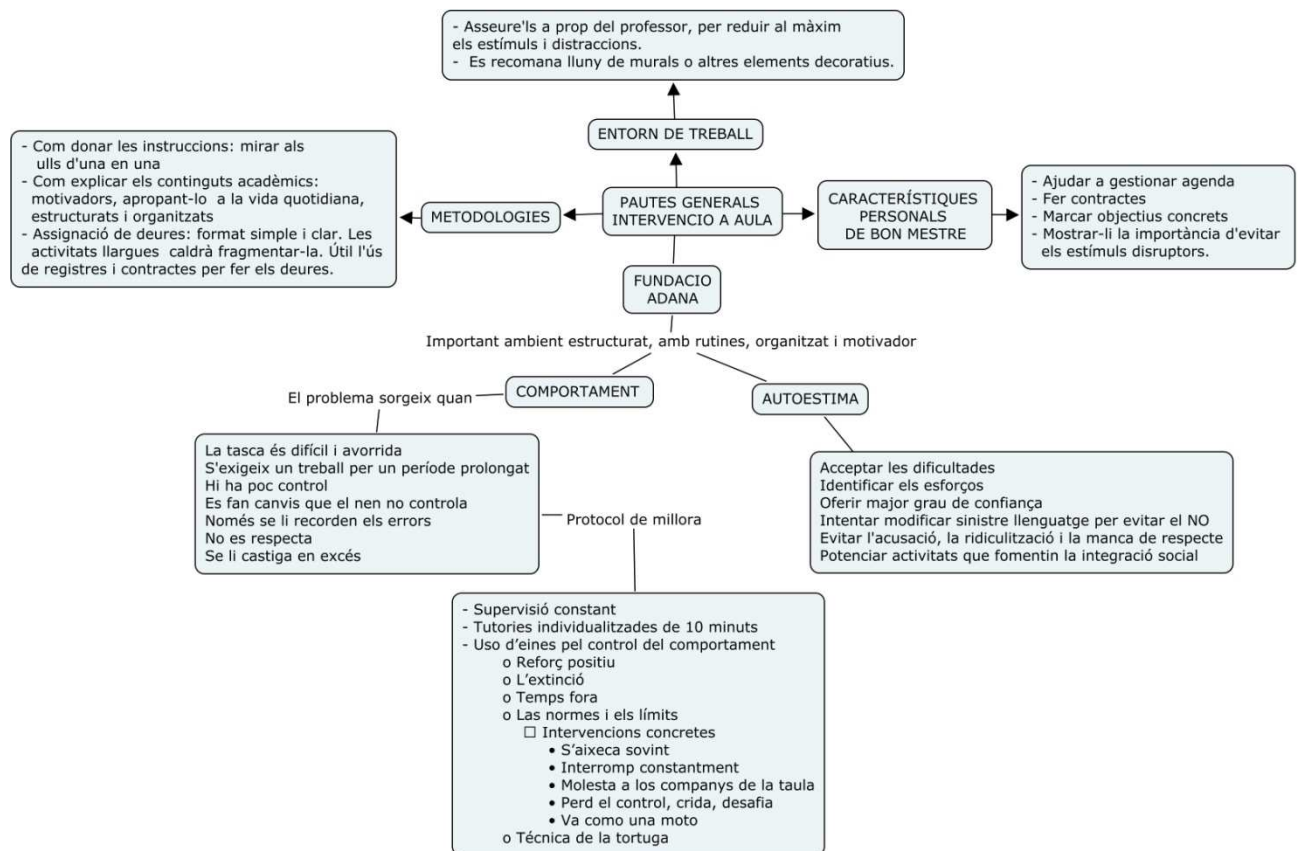 - Asseure'ls a prop del professor, per reduir al màxim
els estímuls i distraccions.
- Es recomana lluny de murals o altres elements decoratius.
ENTORN DE TREBALL
- Com donar les instruccions: mirar als
ulls d'una en una
- Com explicar els continguts acadèmics:
motivadors, apropant-lo a la vida quotidiana,
estructurats i organitzats
- Assignació de deures: format simple i clar. Les
activitats llargues caldrà fragmentar-la. Útil l'ús
de registres i contractes per fer els deures.
METODOLOGIES
PAUTES GENERALS
INTERVENCIO A AULA
CARACTERÍSTIQUES
PERSONALS
DE BON MESTRE
- Ajudar a gestionar agenda
- Fer contractes
- Marcar objectius concrets
- Mostrar-li la importància d'evitar
els estímuls disruptors.
FUNDACIO
ADANA
Important ambient estructurat, amb rutines, organitzat i motivador
El problema sorgeix quan
COMPORTAMENT
AUTOESTIMA
La tasca és difícil i avorrida
S'exigeix un treball per un període prolongat
Hi ha poc control
Es fan canvis que el nen no controla
Només se li recorden els errors
No es respecta
Se li castiga en excés
Protocol de millora
Acceptar les dificultades
Identificar els esforços
Oferir major grau de confiança
Intentar modificar sinistre llenguatge per evitar el NO
Evitar l'acusació, la ridiculització i la manca de respecte
Potenciar activitats que fomentin la integració social
- Supervisió constant
- Tutories individualitzades de 10 minuts
- Uso d’eines pel control del comportament
o Reforç positiu
o L’extinció
o Temps fora
o Las normes i els límits
☐ Intervencions concretes
• S’aixeca sovint
• Interromp constantment
• Molesta a los companys de la taula
• Perd el control, crida, desafia
• Va como una moto
o Técnica de la tortuga